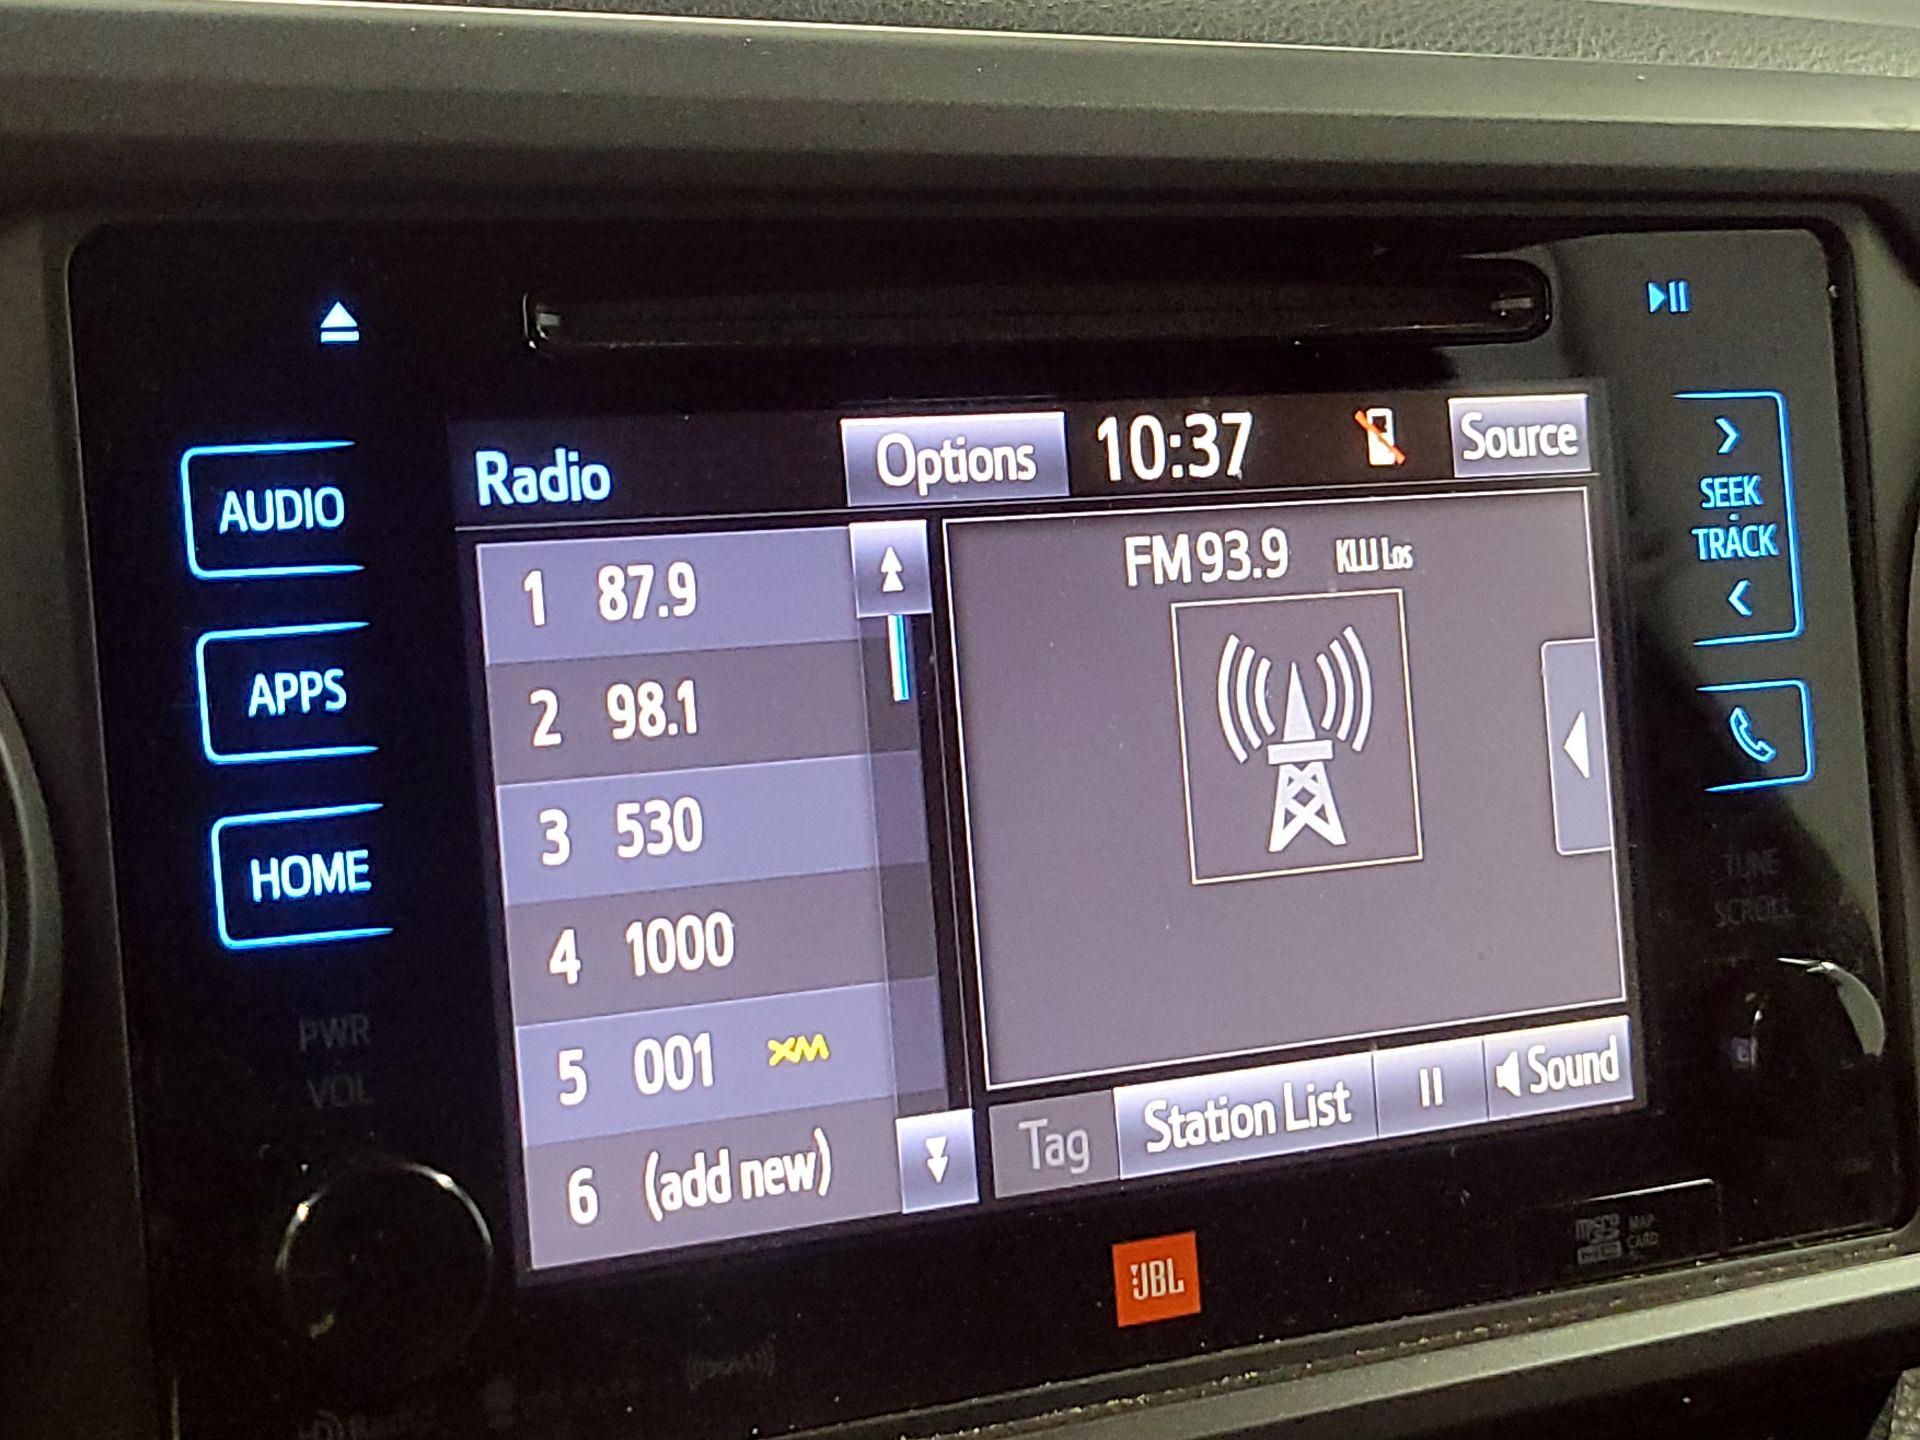 AUDIO
APPS
HOME
PWR
VOL
Radio
Options
10:37
Source
1 87.9
2 98.1
3 530
4 1000
5 001 XM
6 (add new)
FM 93.9
Tag
Station List
Sound
SEEK
TRACK
TUNE
SCROLL
JBL
MAP
CARD